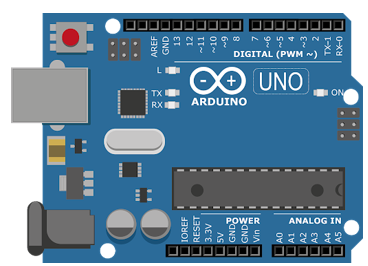 AREF
GND
13
12
~11
~10
~9
8
7
~6
~5
4
~3
2
TX-1
RX-0
DIGITAL (PWM ~)
L
TX
RX
ARDUINO
UNO
ON
POWER
ANALOG IN
IOREF
RESET
3.3V
5V
GND
GND
Vin
A0
A1
A2
A3
A4
A5